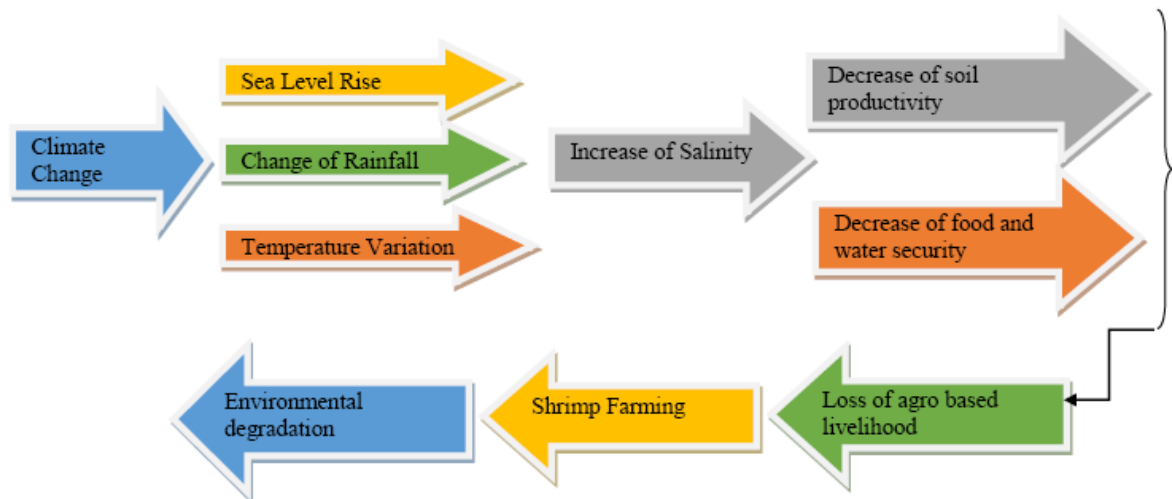 Climate
Change
Sea Level Rise
Change of Rainfall
Temperature Variation
Increase of Salinity
Decrease of soil
productivity
Decrease of food and
water security
Loss of agro based
livelihood
Shrimp Farming
Environmental
degradation